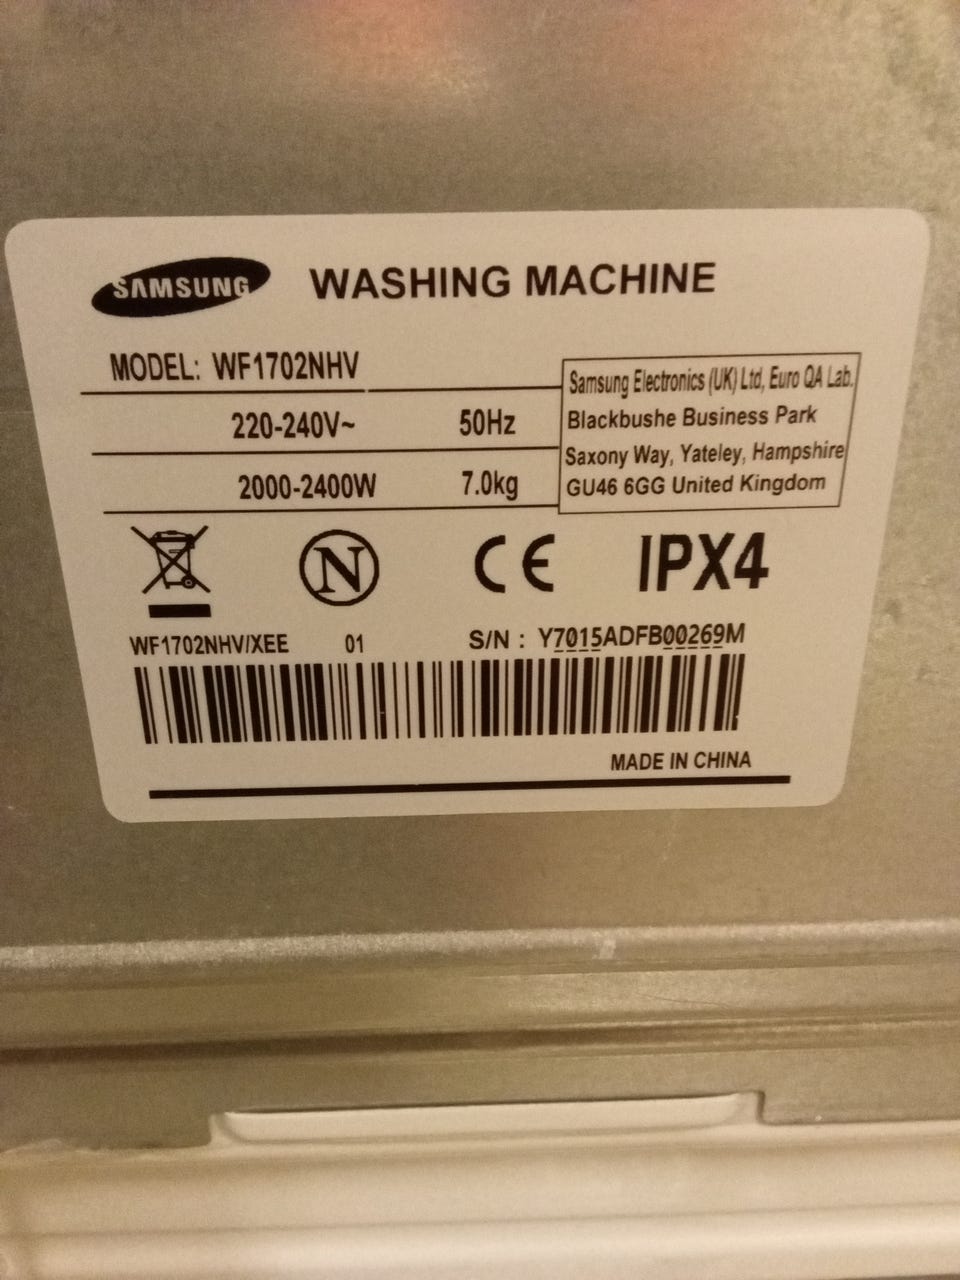 SAMSUNG WASHING MACHINE
MODEL: WF1702NHV
220-240V~ 50Hz
2000-2400W 7.0kg
Samsung Electronics (UK) Ltd, Euro QA Lab.
Blackbushe Business Park
Saxony Way, Yateley, Hampshire
GU46 6GG United Kingdom
N CE IPX4
WF1702NHV/XEE 01 S/N : Y7015ADFB00269M
MADE IN CHINA